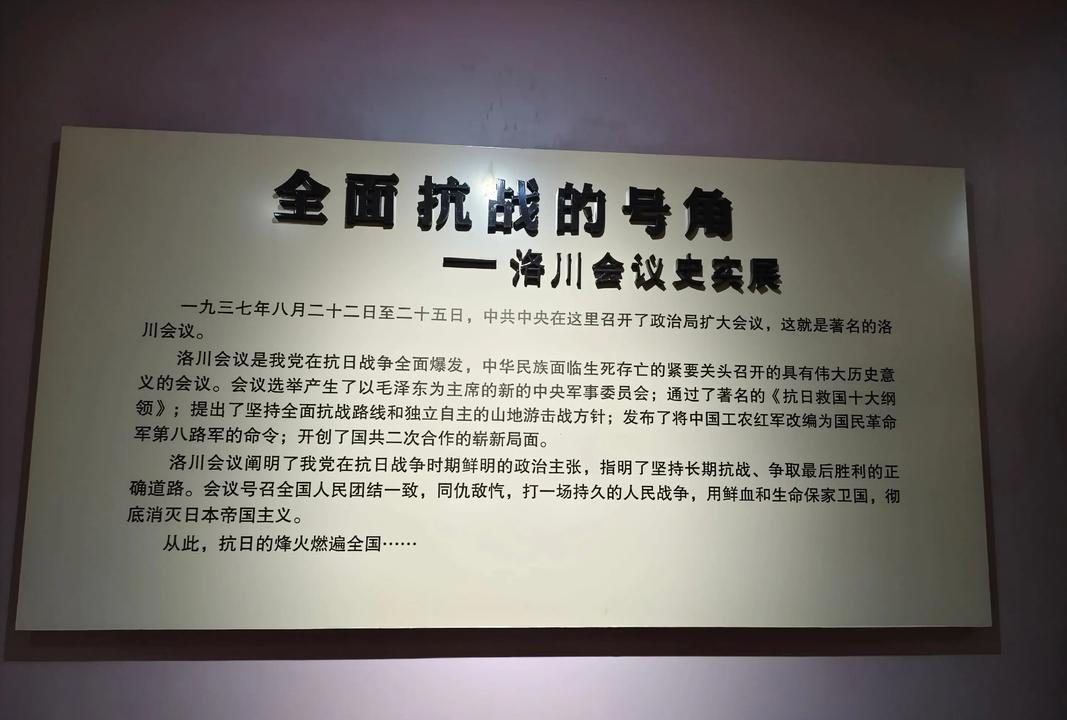 全面抗战的号角
—洛川会议史实展
一九三七年八月二十二日至二十五日，中共中央在这里召开了政治局扩大会议，这就是著名的洛
川会议。
洛川会议是我党在抗日战争全面爆发，中华民族面临生死存亡的紧要关头召开的具有伟大历史意
义的会议。会议选举产生了以毛泽东为主席的新的中央军事委员会；通过了著名的《抗日救国十大纲
领》；提出了坚持全面抗战路线和独立自主的山地游击战方针；发布了将中国工农红军改编为国民革命
军第八路军的命令；开创了国共二次合作的崭新局面。
洛川会议阐明了我党在抗日战争时期鲜明的政治主张，指明了坚持长期抗战、争取最后胜利的正
确道路。会议号召全国人民团结一致，同仇敌忾，打一场持久的人民战争，用鲜血和生命保家卫国，彻
底消灭日本帝国主义。
从此，抗日的烽火燃遍全国……